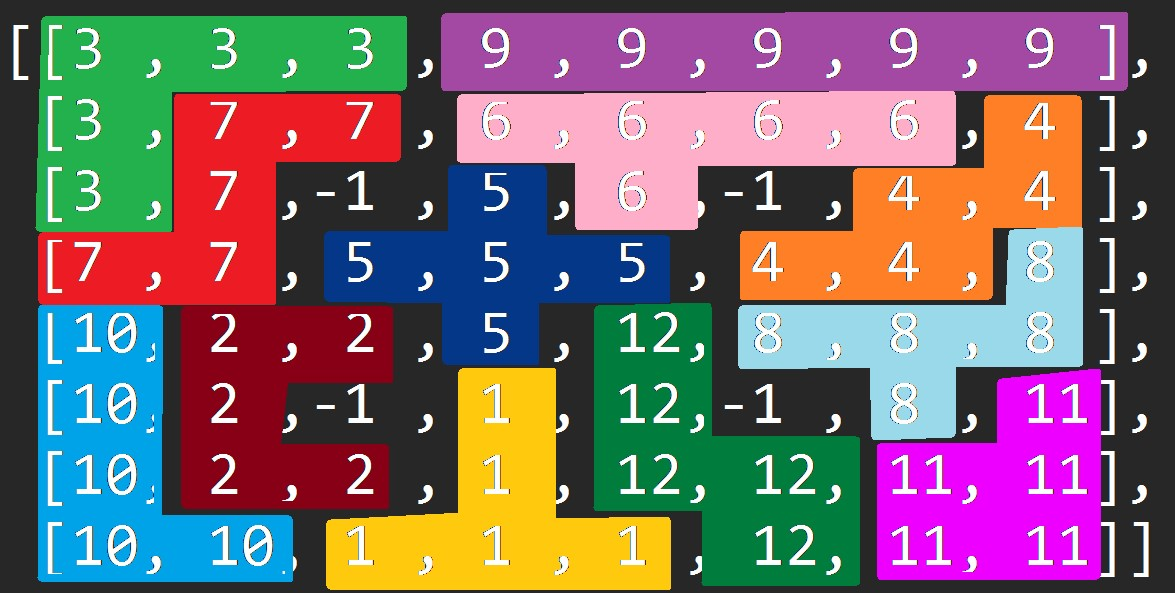 [[3 , 3 , 3 , 9 , 9 , 9 , 9 , 9 ],
[3 , 7 , 7 , 6 , 6 , 6 , 6 , 4 ],
[3 , 7 ,-1 , 5 , 6 ,-1 , 4 , 4 ],
[7 , 7 , 5 , 5 , 5 , 4 , 4 , 8 ],
[10, 2 , 2 , 5 , 12, 8 , 8 , 8 ],
[10, 2 ,-1 , 1 , 12,-1 , 8 , 11],
[10, 2 , 2 , 1 , 12, 12, 11, 11],
[10, 10, 1 , 1 , 1 , 12, 11, 11]]